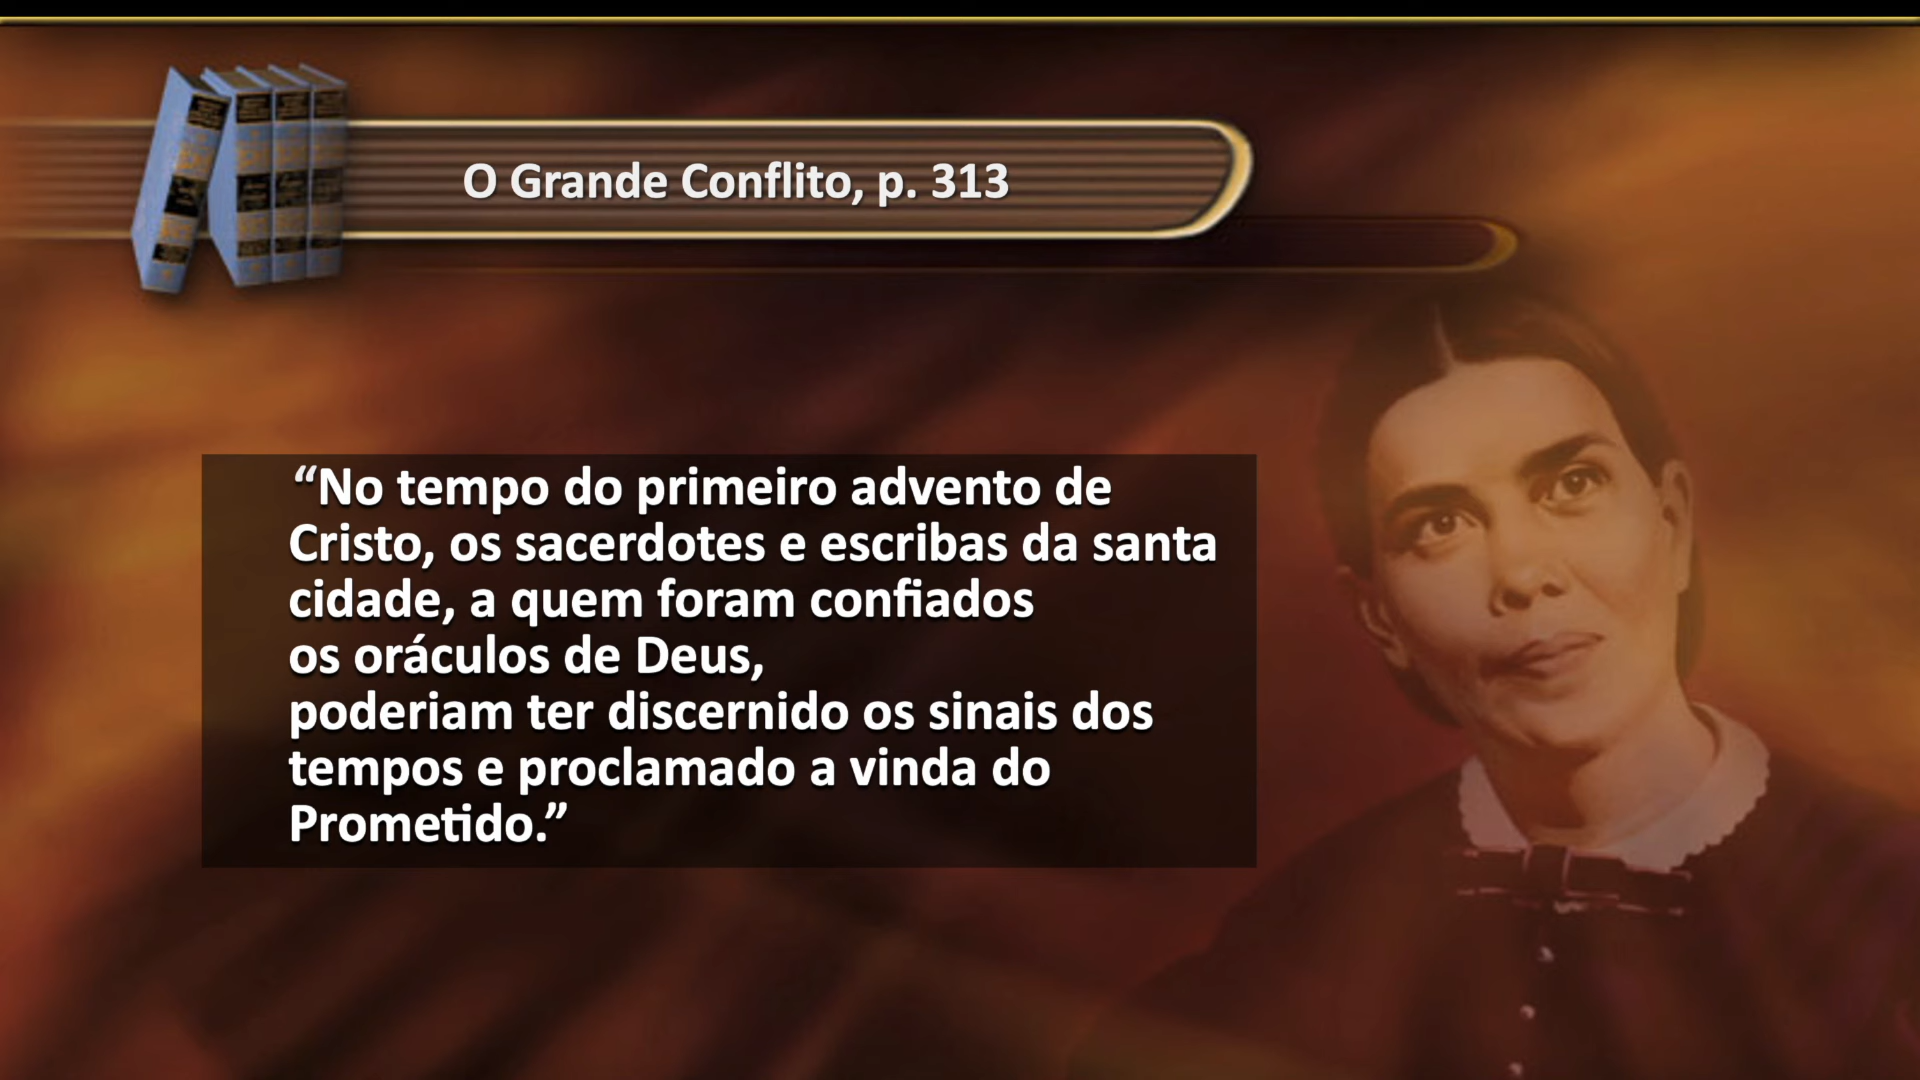 O Grande Conflito, p. 313
“No tempo do primeiro advento de
Cristo, os sacerdotes e escribas da santa
cidade, a quem foram confiados
os oráculos de Deus,
poderiam ter discernido os sinais dos
tempos e proclamado a vinda do
Prometido.”